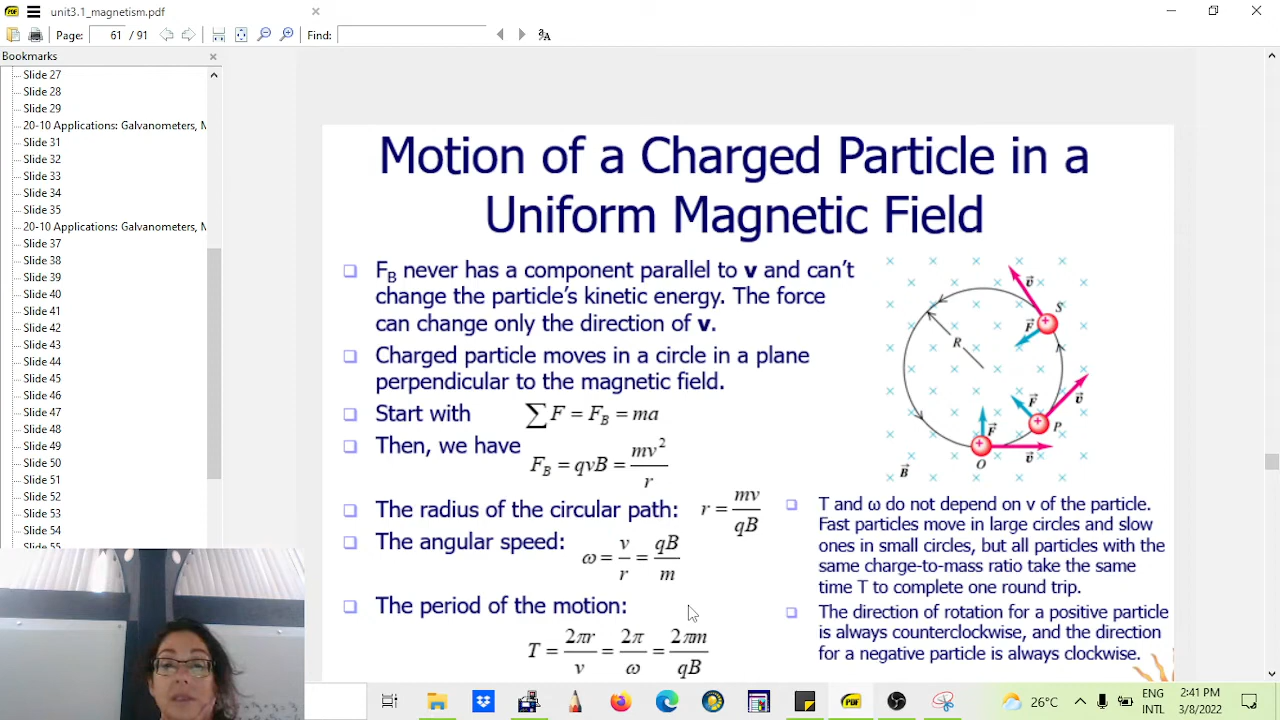 unit3.1_magnetism.pdf
Page: 61 / 91 Find:
Bookmarks
Slide 27
Slide 28
Slide 29
20-10 Applications: Galvanometers, M
Slide 31
Slide 32
Slide 33
Slide 34
Slide 35
20-10 Applications: Galvanometers, M
Slide 37
Slide 38
Slide 39
Slide 40
Slide 41
Slide 42
Slide 43
Slide 44
Slide 45
Slide 46
Slide 47
Slide 48
Slide 49
Slide 50
Slide 51
Slide 52
Slide 53
Slide 54
Slide 55
Motion of a Charged Particle in a
Uniform Magnetic Field
F_B never has a component parallel to v and can't
change the particle's kinetic energy. The force
can change only the direction of v.
Charged particle moves in a circle in a plane
perpendicular to the magnetic field.
Start with ∑F = F_B = ma
Then, we have F_B = qvB = mv²/r
The radius of the circular path: r = mv/qB
The angular speed: ω = v/r = qB/m
The period of the motion:
T = 2πr/v = 2π/ω = 2πm/qB
v
S
F
R
F
v
P
F
v
O
B
T and ω do not depend on v of the particle.
Fast particles move in large circles and slow
ones in small circles, but all particles with the
same charge-to-mass ratio take the same
time T to complete one round trip.
The direction of rotation for a positive particle
is always counterclockwise, and the direction
for a negative particle is always clockwise.
26°C
ENG
INTL
2:41 PM
3/8/2022